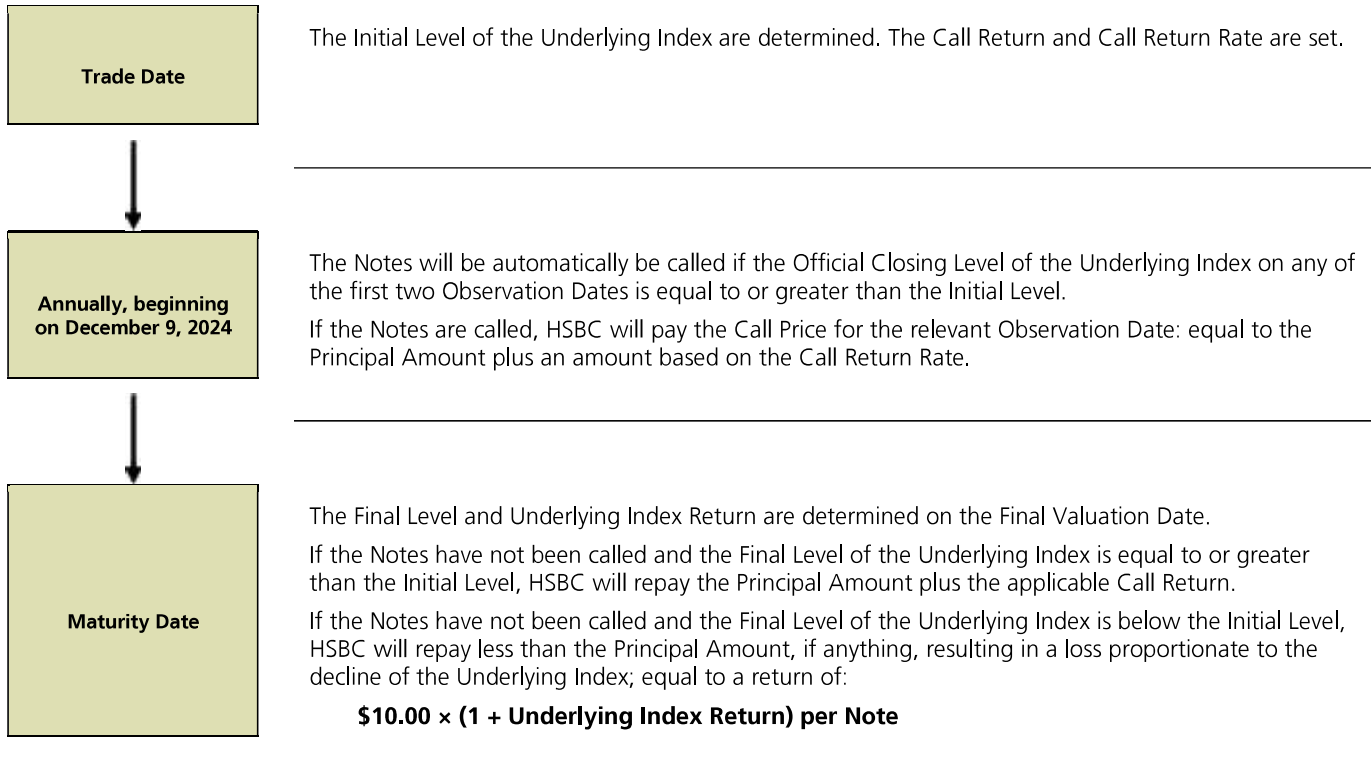 Trade Date
The Initial Level of the Underlying Index are determined. The Call Return and Call Return Rate are set.
Annually, beginning
on December 9, 2024
The Notes will be automatically be called if the Official Closing Level of the Underlying Index on any of
the first two Observation Dates is equal to or greater than the Initial Level.
If the Notes are called, HSBC will pay the Call Price for the relevant Observation Date: equal to the
Principal Amount plus an amount based on the Call Return Rate.
Maturity Date
The Final Level and Underlying Index Return are determined on the Final Valuation Date.
If the Notes have not been called and the Final Level of the Underlying Index is equal to or greater
than the Initial Level, HSBC will repay the Principal Amount plus the applicable Call Return.
If the Notes have not been called and the Final Level of the Underlying Index is below the Initial Level,
HSBC will repay less than the Principal Amount, if anything, resulting in a loss proportionate to the
decline of the Underlying Index; equal to a return of:
$10.00 × (1 + Underlying Index Return) per Note